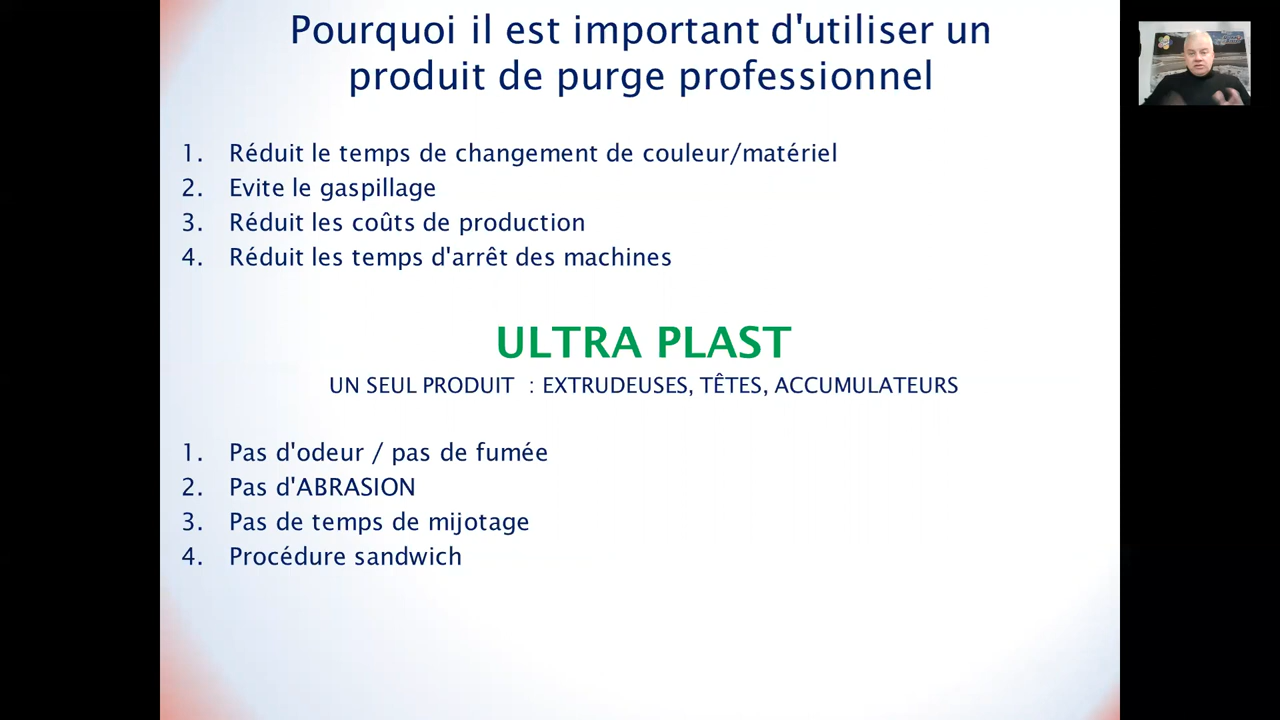 Pourquoi il est important d'utiliser un
produit de purge professionnel
1. Réduit le temps de changement de couleur/matériel
2. Evite le gaspillage
3. Réduit les coûts de production
4. Réduit les temps d'arrêt des machines
ULTRA PLAST
UN SEUL PRODUIT : EXTRUDEUSES, TÊTES, ACCUMULATEURS
1. Pas d'odeur / pas de fumée
2. Pas d'ABRASION
3. Pas de temps de mijotage
4. Procédure sandwich